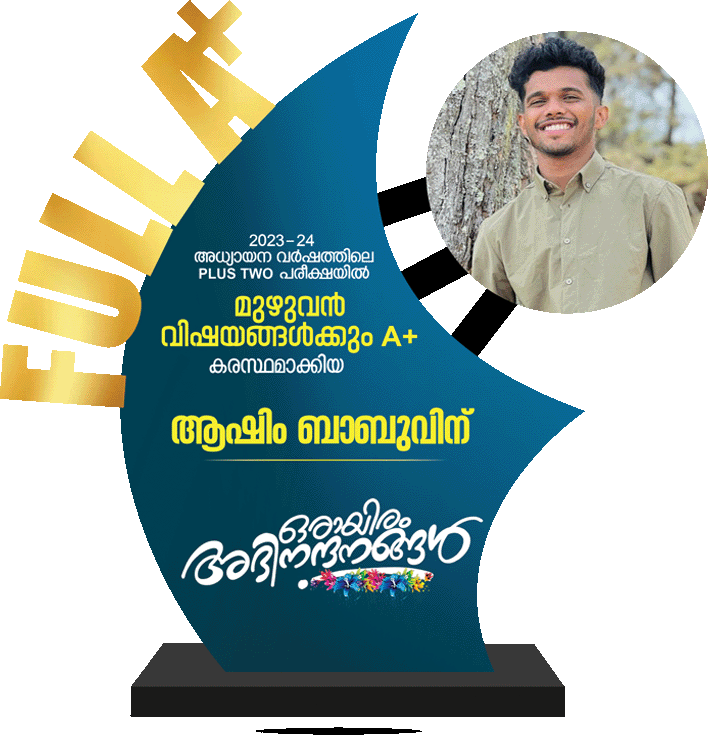 FULL A+
2023-24
അധ്യായന വർഷത്തിലെ
PLUS TWO പരീക്ഷയിൽ
മുഴുവൻ
വിഷയങ്ങൾക്കും A+
കരസ്ഥമാക്കിയ
ആഷിം ബാബുവിന്
ഒരായിരം
അഭിനന്ദനങ്ങൾ